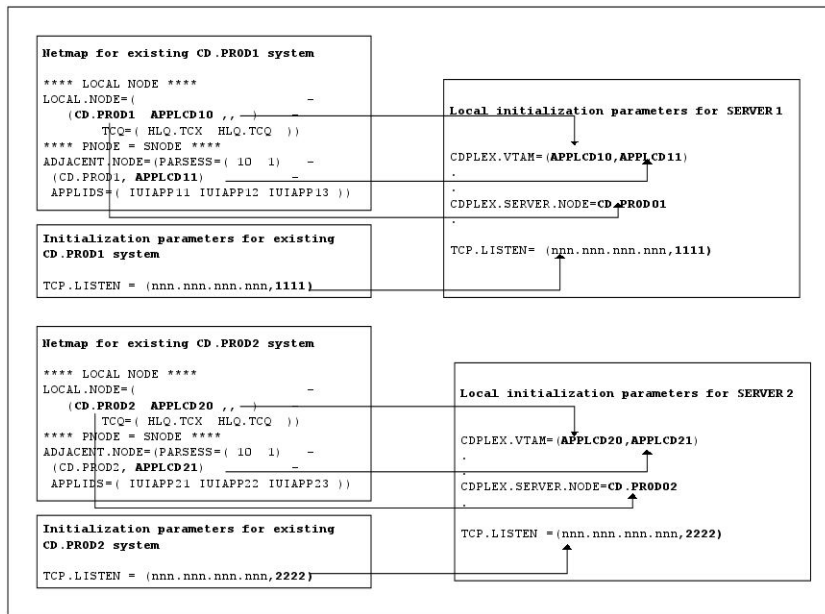 Netmap for existing CD.PROD1 system
**** LOCAL NODE ****
LOCAL.NODE=( -
(CD.PROD1 APPLCD10 ,, ) -
TCQ=( HLQ.TCX HLQ.TCQ ))
**** PNODE = SNODE ****
ADJACENT.NODE=(PARSESS=( 10 1) -
(CD.PROD1, APPLCD11) -
APPLIDS=( IUIAPP11 IUIAPP12 IUIAPP13 ))
Initialization parameters for existing
CD.PROD1 system
TCP.LISTEN = (nnn.nnn.nnn.nnn,1111)
Local initialization parameters for SERVER1
CDPLEX.VTAM=(APPLCD10,APPLCD11)
.
.
CDPLEX.SERVER.NODE=CD.PROD01
.
TCP.LISTEN= (nnn.nnn.nnn.nnn,1111)
Netmap for existing CD.PROD2 system
**** LOCAL NODE ****
LOCAL.NODE=( -
(CD.PROD2 APPLCD20 ,, ) -
TCQ=( HLQ.TCX HLQ.TCQ ))
**** PNODE = SNODE ****
ADJACENT.NODE=(PARSESS=( 10 1) -
(CD.PROD2, APPLCD21) -
APPLIDS=( IUIAPP21 IUIAPP22 IUIAPP23 ))
Initialization parameters for existing
CD.PROD2 system
TCP.LISTEN = (nnn.nnn.nnn.nnn,2222)
Local initialization parameters for SERVER2
CDPLEX.VTAM=(APPLCD20,APPLCD21)
.
.
CDPLEX.SERVER.NODE=CD.PROD02
.
TCP.LISTEN =(nnn.nnn.nnn.nnn,2222)